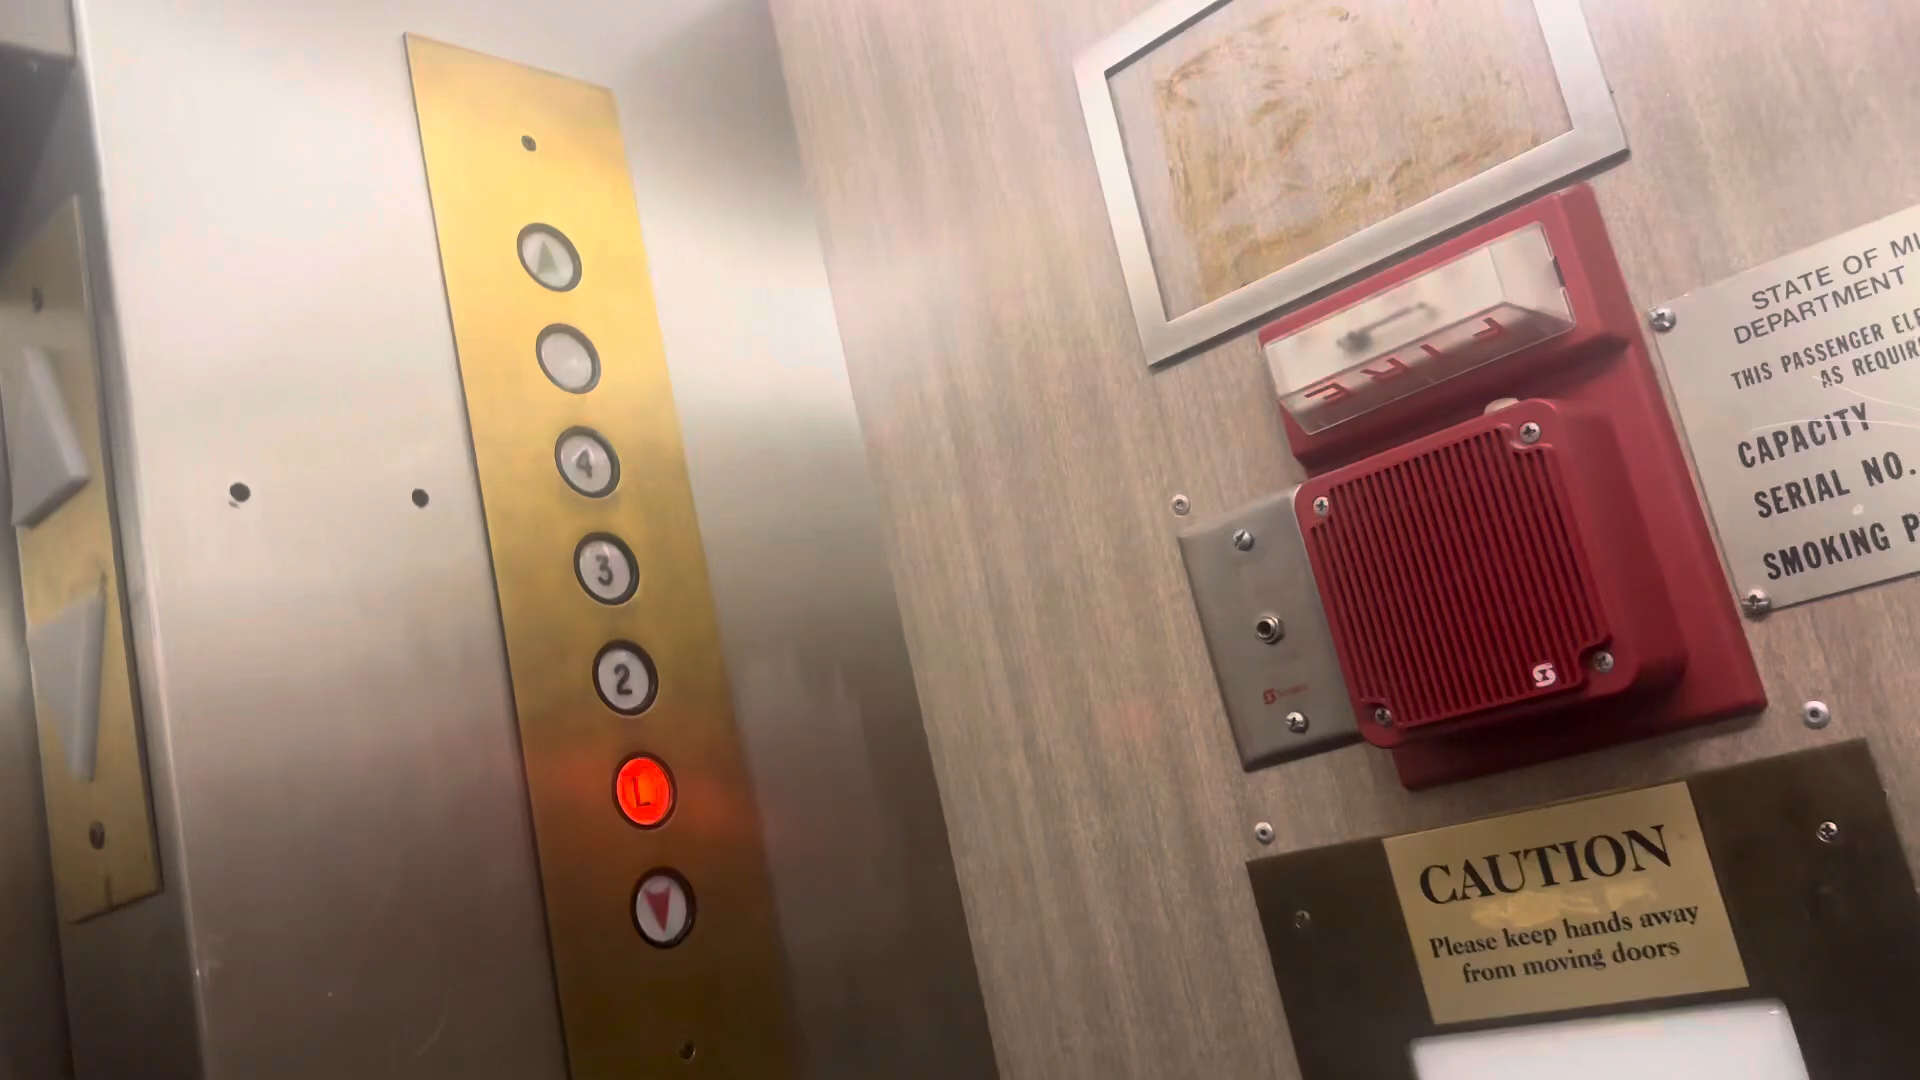 4
3
2
L
FIRE
STATE OF MI
DEPARTMENT
THIS PASSENGER ELE
AS REQUIR
CAPACITY
SERIAL NO.
SMOKING P
CAUTION
Please keep hands away
from moving doors